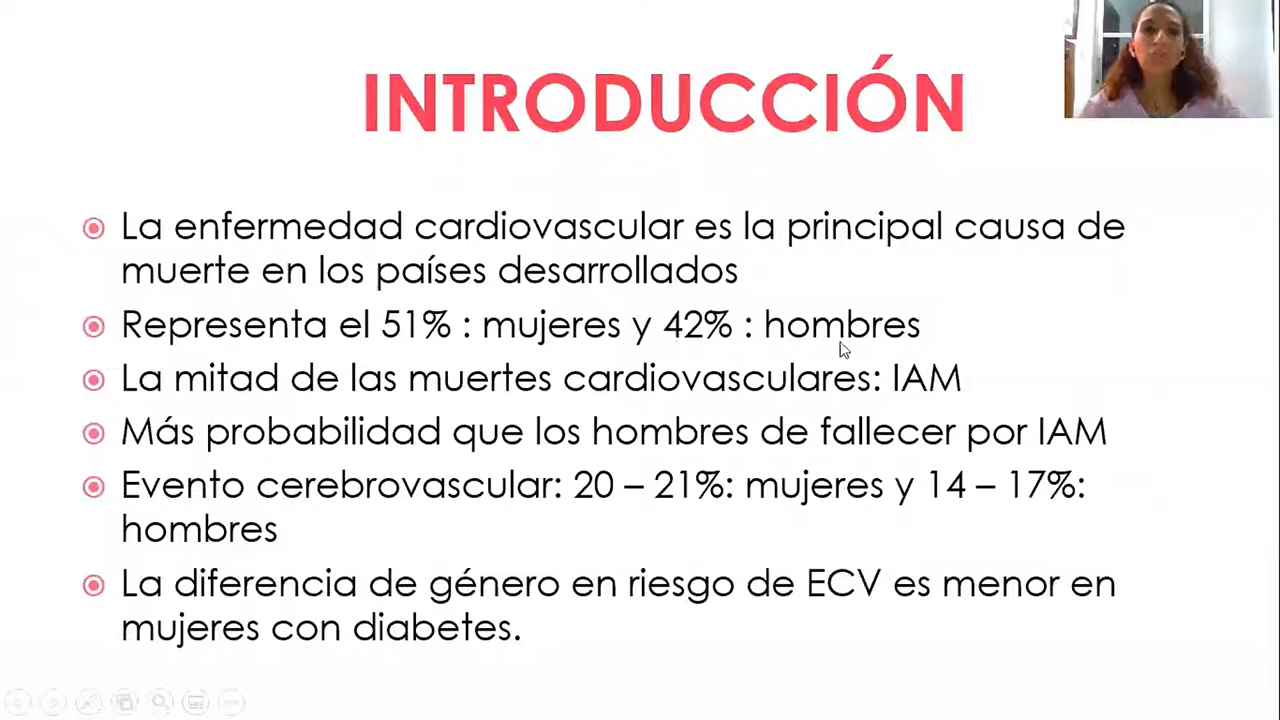 INTRODUCCIÓN
La enfermedad cardiovascular es la principal causa de
muerte en los países desarrollados
Representa el 51% : mujeres y 42% : hombres
La mitad de las muertes cardiovasculares: IAM
Más probabilidad que los hombres de fallecer por IAM
Evento cerebrovascular: 20 – 21%: mujeres y 14 – 17%:
hombres
La diferencia de género en riesgo de ECV es menor en
mujeres con diabetes.